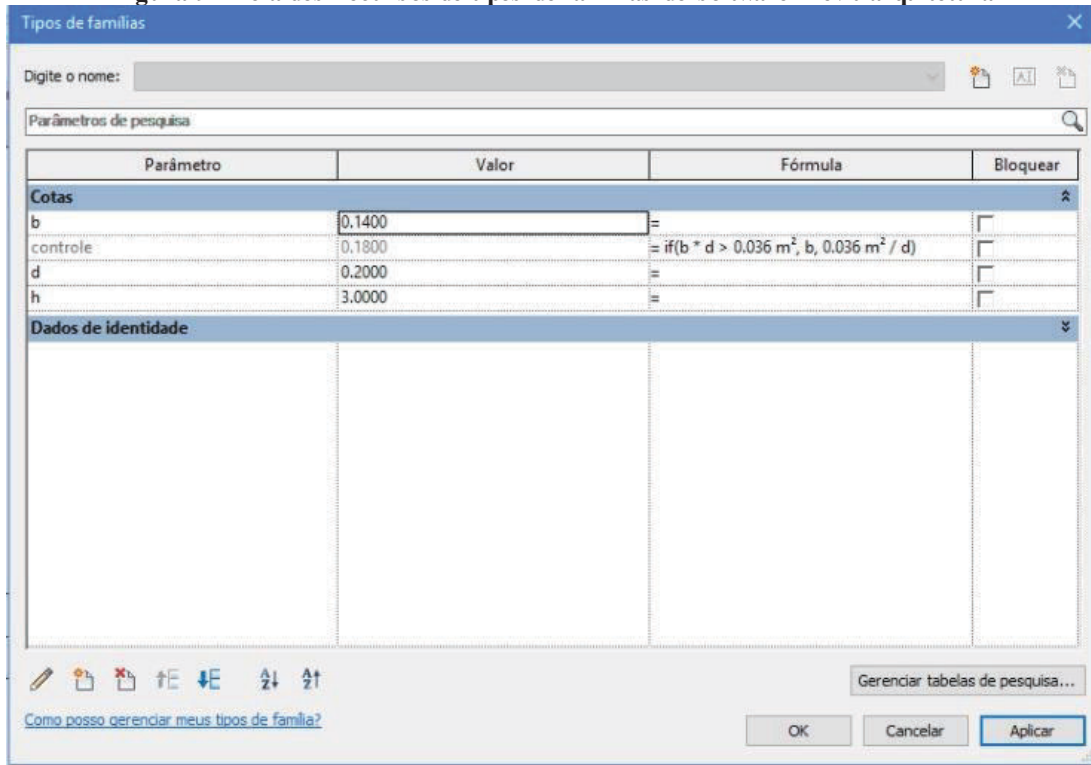 Tipos de famílias
Digite o nome:
Parâmetros de pesquisa
Parâmetro Valor Fórmula Bloquear
Cotas
b 0.1400 =
controle 0.1800 = if(b * d > 0.036 m², b, 0.036 m² / d)
d 0.2000 =
h 3.0000 =
Dados de identidade
Gerenciar tabelas de pesquisa...
Como posso gerenciar meus tipos de família?
OK Cancelar Aplicar